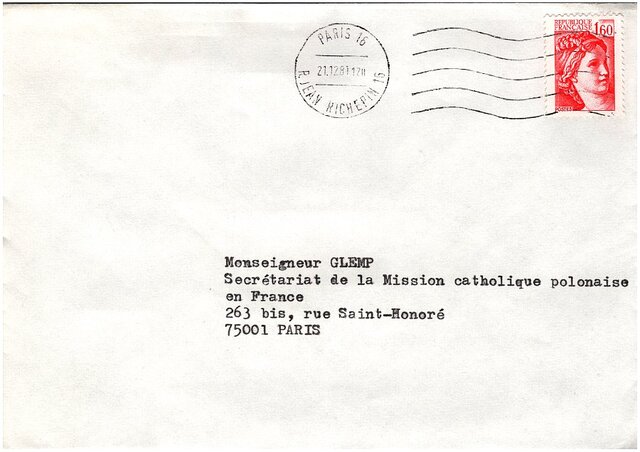 PARIS 16
21.12.81 17H
R. JEAN RICHEPIN 16
REPUBLIQUE
FRANÇAISE
1,60
POSTES
Monseigneur GLEMP
Secrétariat de la Mission catholique polonaise
en France
263 bis, rue Saint-Honoré
75001 PARIS